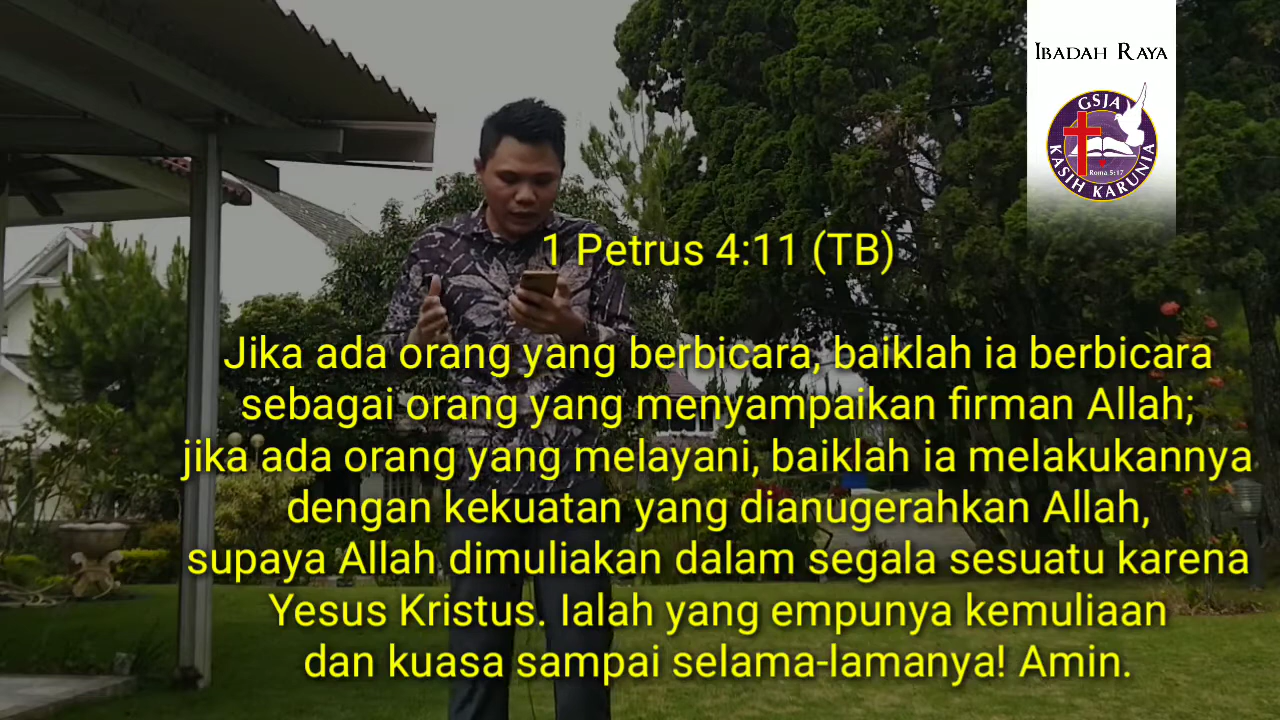 IBADAH RAYA
GSJA
Roma 5:17
KASIH KARUNIA
1 Petrus 4:11 (TB)
Jika ada orang yang berbicara, baiklah ia berbicara
sebagai orang yang menyampaikan firman Allah;
jika ada orang yang melayani, baiklah ia melakukannya
dengan kekuatan yang dianugerahkan Allah,
supaya Allah dimuliakan dalam segala sesuatu karena
Yesus Kristus. Ialah yang empunya kemuliaan
dan kuasa sampai selama-lamanya! Amin.